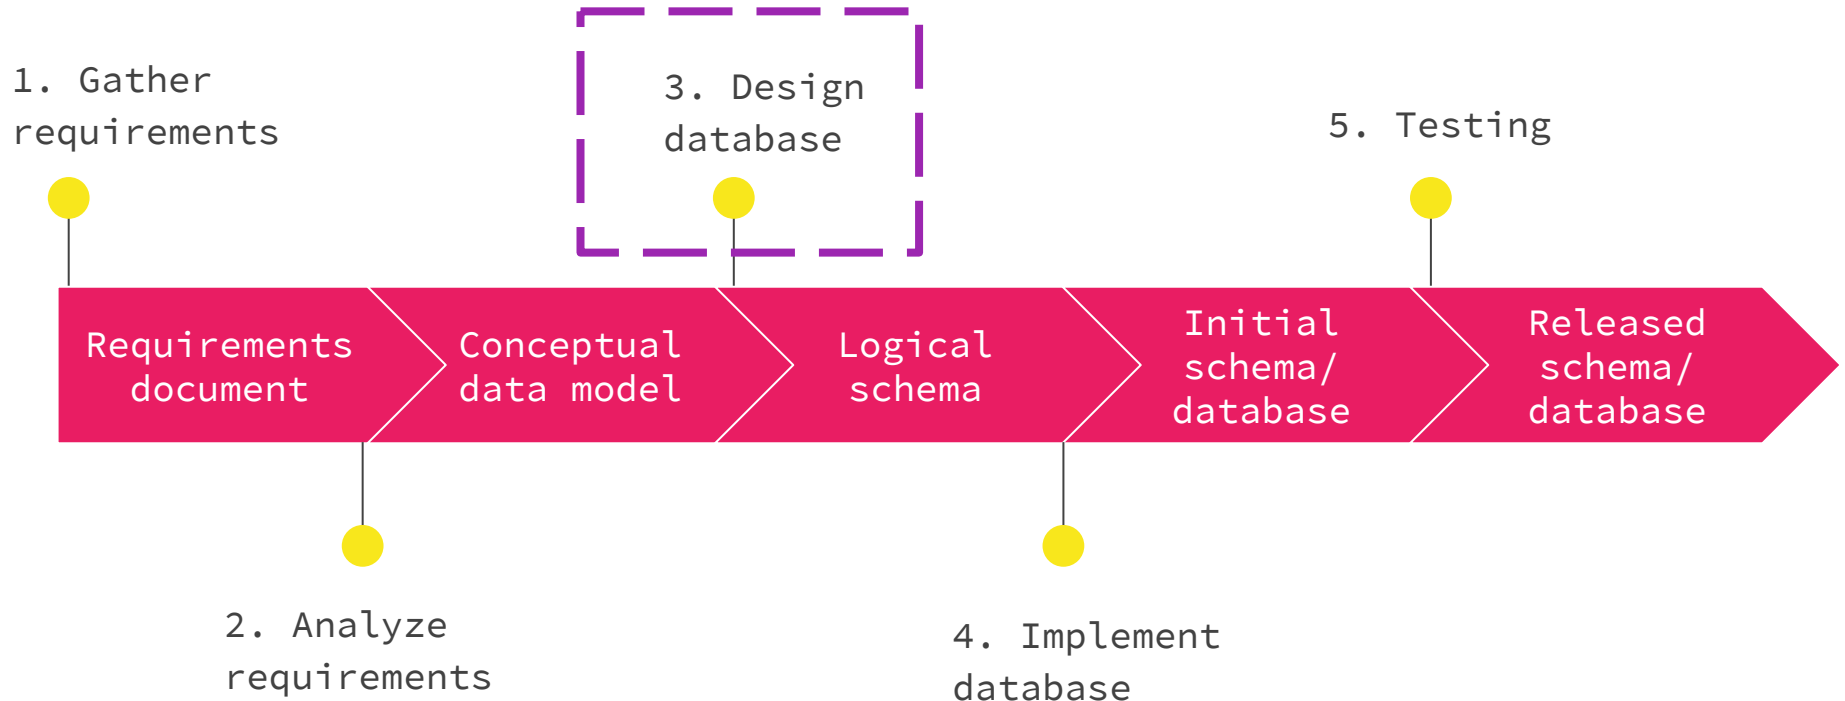 1. Gather
requirements
3. Design
database
5. Testing
Requirements
document
Conceptual
data model
Logical
schema
Initial
schema/
database
Released
schema/
database
2. Analyze
requirements
4. Implement
database